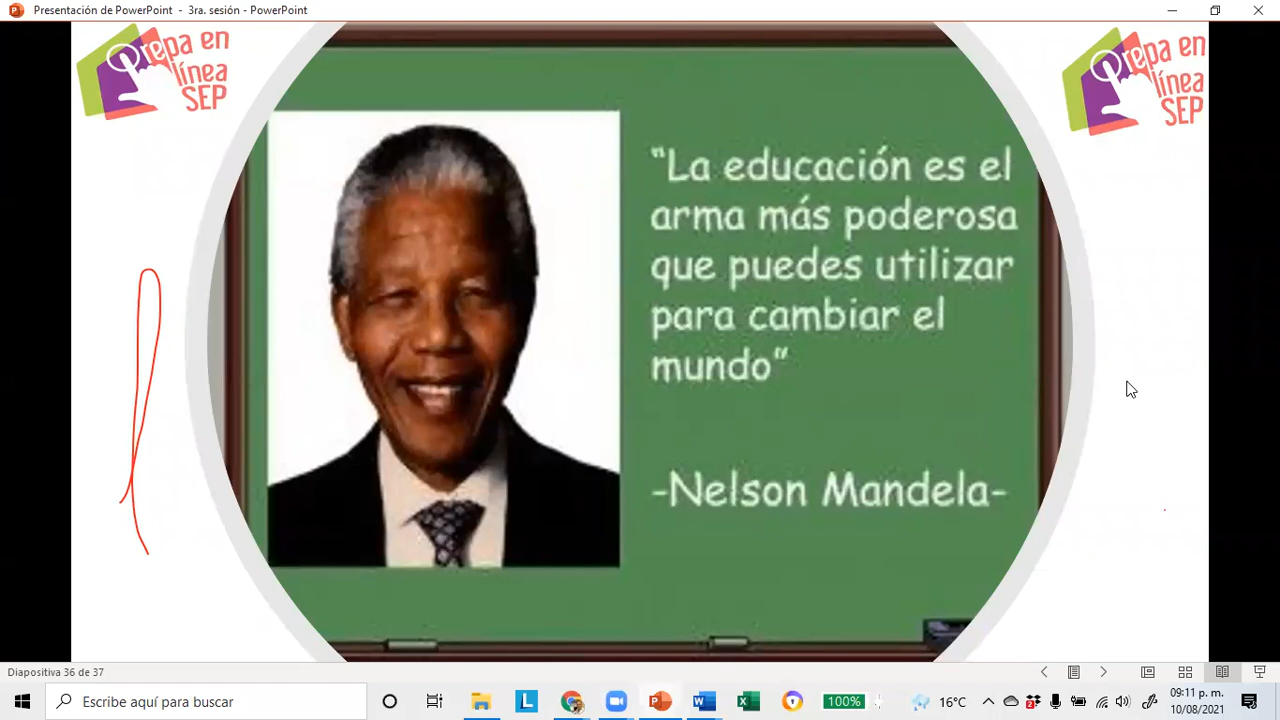 Presentación de PowerPoint - 3ra. sesión - PowerPoint
Prepa en
línea
SEP
Prepa en
línea
SEP
“La educación es el
arma más poderosa
que puedes utilizar
para cambiar el
mundo”
-Nelson Mandela-
Diapositiva 36 de 37
Escribe aquí para buscar
100%
16°C
09:11 p. m.
10/08/2021